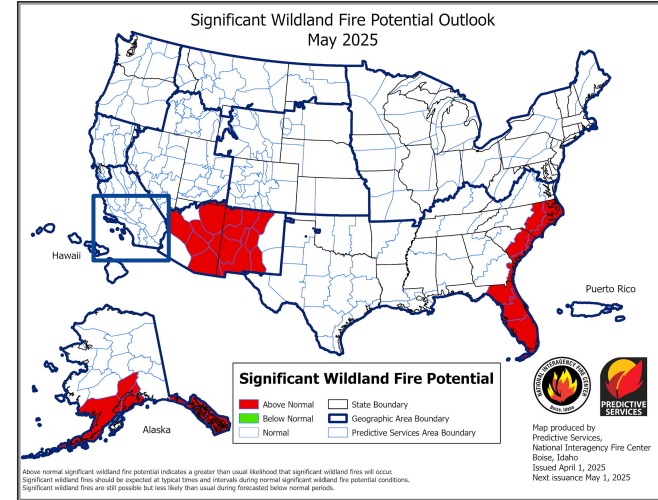 Significant Wildland Fire Potential Outlook
May 2025
Hawaii
Puerto Rico
Alaska
Significant Wildland Fire Potential
Above Normal
Below Normal
Normal
State Boundary
Geographic Area Boundary
Predictive Services Area Boundary
NATIONAL INTERAGENCY FIRE CENTER
Boise, Idaho
PREDICTIVE
SERVICES
Map produced by
Predictive Services,
National Interagency Fire Center
Boise, Idaho
Issued April 1, 2025
Next issuance May 1, 2025
Above normal significant wildland fire potential indicates a greater than usual likelihood that significant wildland fires will occur.
Significant wildland fires should be expected at typical times and intervals during normal significant wildland fire potential conditions.
Significant wildland fires are still possible but less likely than usual during forecasted below normal periods.